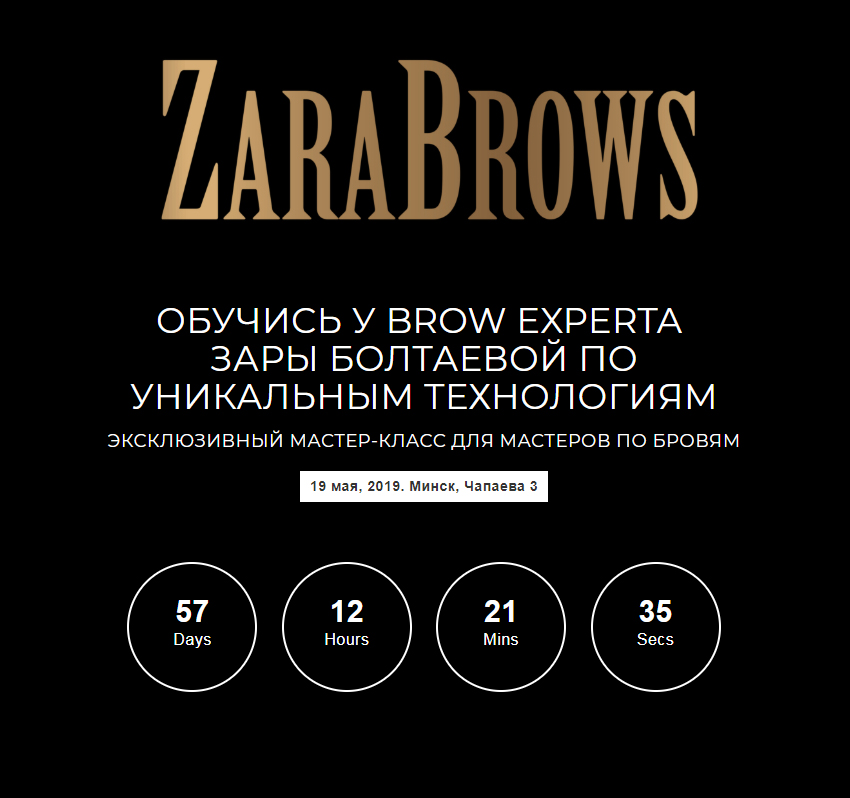 ZARABROWS
ОБУЧИСЬ У BROW EXPERTA
ЗАРЫ БОЛТАЕВОЙ ПО
УНИКАЛЬНЫМ ТЕХНОЛОГИЯМ
ЭКСКЛЮЗИВНЫЙ МАСТЕР-КЛАСС ДЛЯ МАСТЕРОВ ПО БРОВЯМ
19 мая, 2019. Минск, Чапаева 3
57 12 21 35
Days Hours Mins Secs